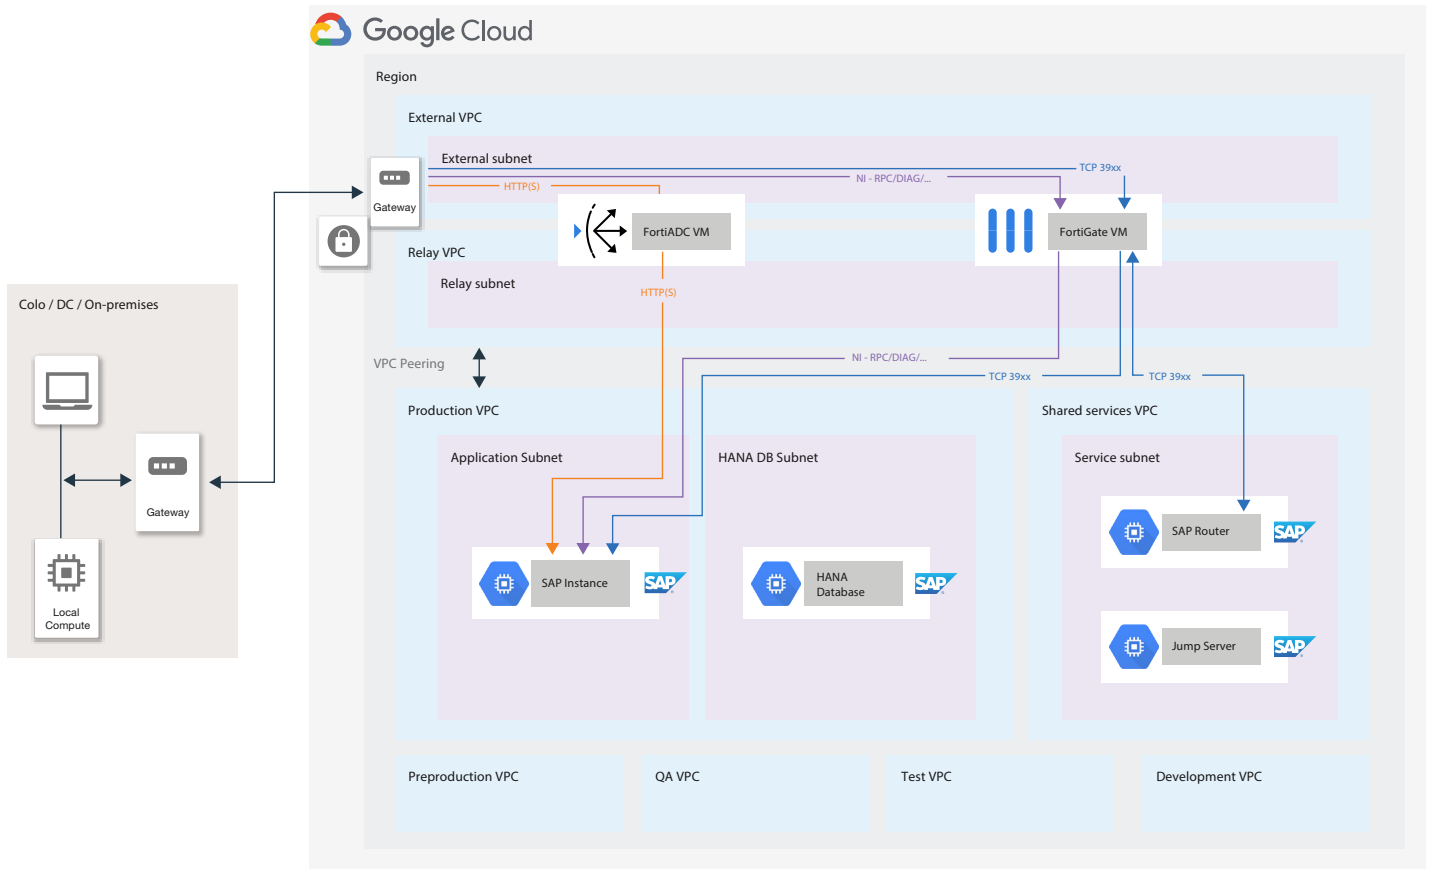 Google Cloud
Region
External VPC
External subnet
TCP 39xx
NI - RPC/DIAG/...
HTTP(S)
Gateway
FortiADC VM
FortiGate VM
Relay VPC
Relay subnet
HTTP(S)
Colo / DC / On-premises
VPC Peering
NI - RPC/DIAG/...
TCP 39xx
TCP 39xx
Production VPC
Shared services VPC
Application Subnet
HANA DB Subnet
Service subnet
Gateway
SAP Router
SAP
SAP Instance
SAP
HANA
Database
SAP
Local
Compute
Jump Server
SAP
Preproduction VPC
QA VPC
Test VPC
Development VPC